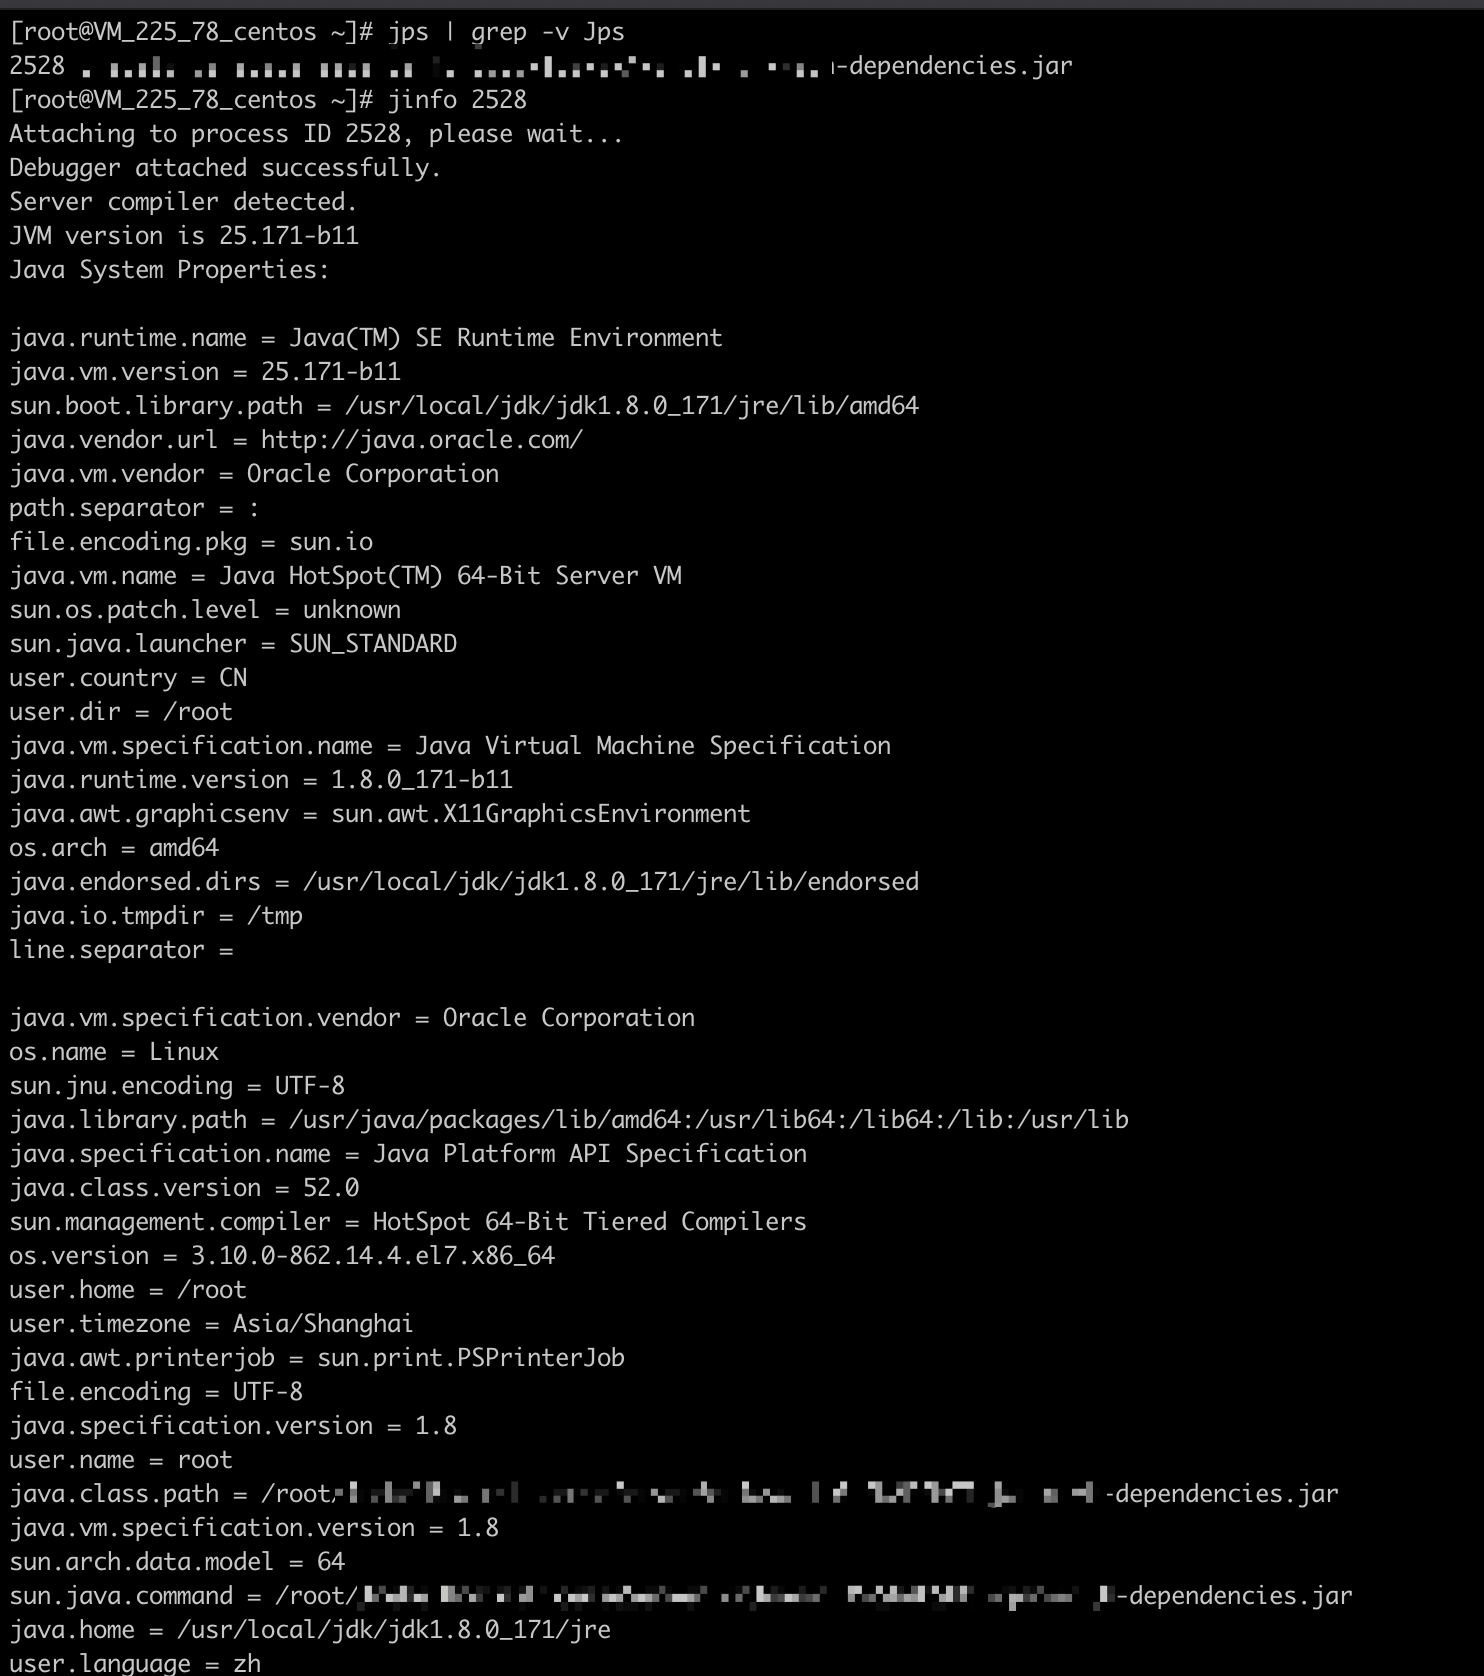 [root@VM_225_78_centos ~]# jps | grep -v Jps
2528 -dependencies.jar
[root@VM_225_78_centos ~]# jinfo 2528
Attaching to process ID 2528, please wait...
Debugger attached successfully.
Server compiler detected.
JVM version is 25.171-b11
Java System Properties:

java.runtime.name = Java(TM) SE Runtime Environment
java.vm.version = 25.171-b11
sun.boot.library.path = /usr/local/jdk/jdk1.8.0_171/jre/lib/amd64
java.vendor.url = http://java.oracle.com/
java.vm.vendor = Oracle Corporation
path.separator = :
file.encoding.pkg = sun.io
java.vm.name = Java HotSpot(TM) 64-Bit Server VM
sun.os.patch.level = unknown
sun.java.launcher = SUN_STANDARD
user.country = CN
user.dir = /root
java.vm.specification.name = Java Virtual Machine Specification
java.runtime.version = 1.8.0_171-b11
java.awt.graphicsenv = sun.awt.X11GraphicsEnvironment
os.arch = amd64
java.endorsed.dirs = /usr/local/jdk/jdk1.8.0_171/jre/lib/endorsed
java.io.tmpdir = /tmp
line.separator =

java.vm.specification.vendor = Oracle Corporation
os.name = Linux
sun.jnu.encoding = UTF-8
java.library.path = /usr/java/packages/lib/amd64:/usr/lib64:/lib64:/lib:/usr/lib
java.specification.name = Java Platform API Specification
java.class.version = 52.0
sun.management.compiler = HotSpot 64-Bit Tiered Compilers
os.version = 3.10.0-862.14.4.el7.x86_64
user.home = /root
user.timezone = Asia/Shanghai
java.awt.printerjob = sun.print.PSPrinterJob
file.encoding = UTF-8
java.specification.version = 1.8
user.name = root
java.class.path = /root/ -dependencies.jar
java.vm.specification.version = 1.8
sun.arch.data.model = 64
sun.java.command = /root/ -dependencies.jar
java.home = /usr/local/jdk/jdk1.8.0_171/jre
user.language = zh